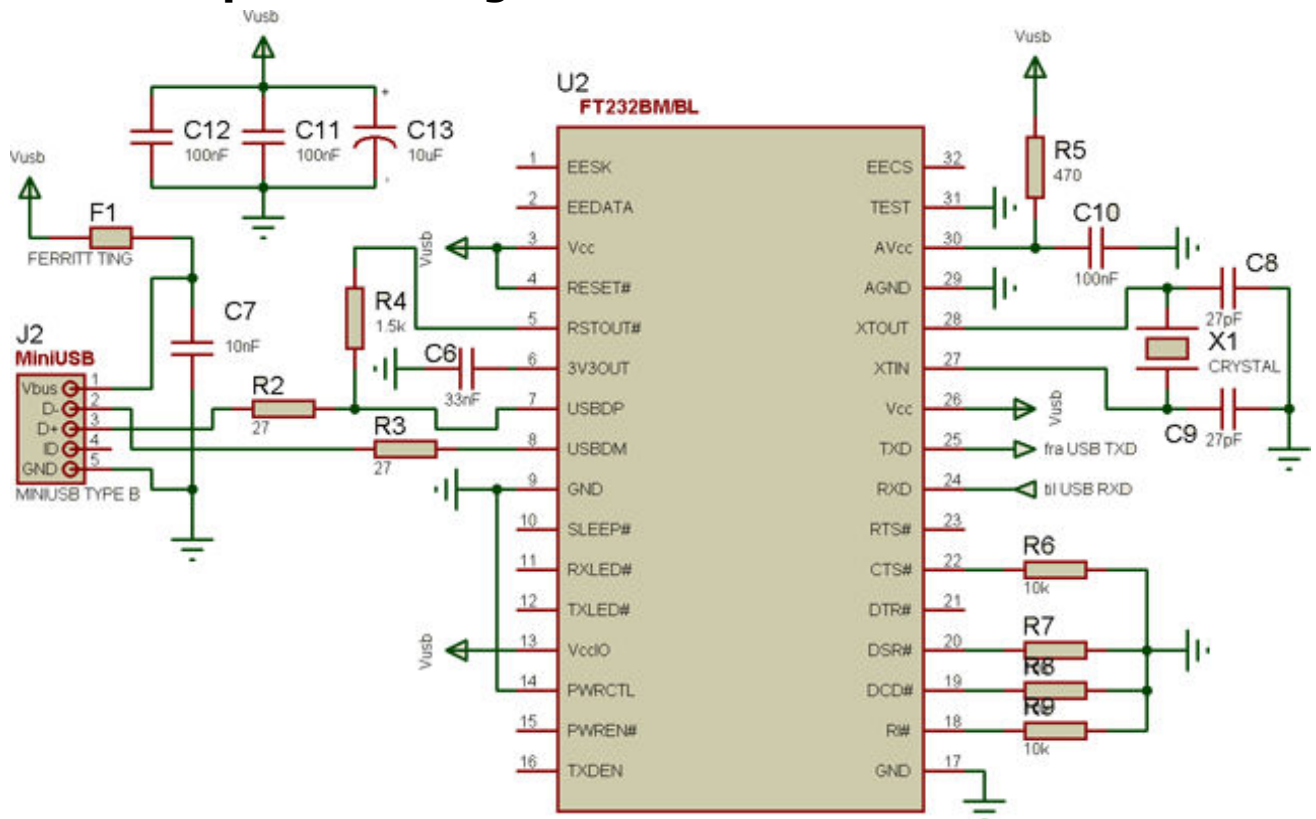 Vusb
C12
100nF
C11
100nF
+
C13
10uF
-
Vusb
F1
FERRITT TING
C7
10nF
J2
MiniUSB
Vbus 1
D- 2
D+ 3
ID 4
GND 5
MINIUSB TYPE B
R2
27
R3
27
R4
1.5k
C6
33nF
Vusb
Vusb
U2
FT232BM/BL
1 EESK
2 EEDATA
3 Vcc
4 RESET#
5 RSTOUT#
6 3V3OUT
7 USBDP
8 USBDM
9 GND
10 SLEEP#
11 RXLED#
12 TXLED#
13 VccIO
14 PWRCTL
15 PWREN#
16 TXDEN
EECS 32
TEST 31
AVcc 30
AGND 29
XTOUT 28
XTIN 27
Vcc 26
TXD 25
RXD 24
RTS# 23
CTS# 22
DTR# 21
DSR# 20
DCD# 19
RI# 18
GND 17
Vusb
R5
470
C10
100nF
C8
27pF
X1
CRYSTAL
C9
27pF
Vusb
fra USB TXD
til USB RXD
R6
10k
R7
R8
R9
10k